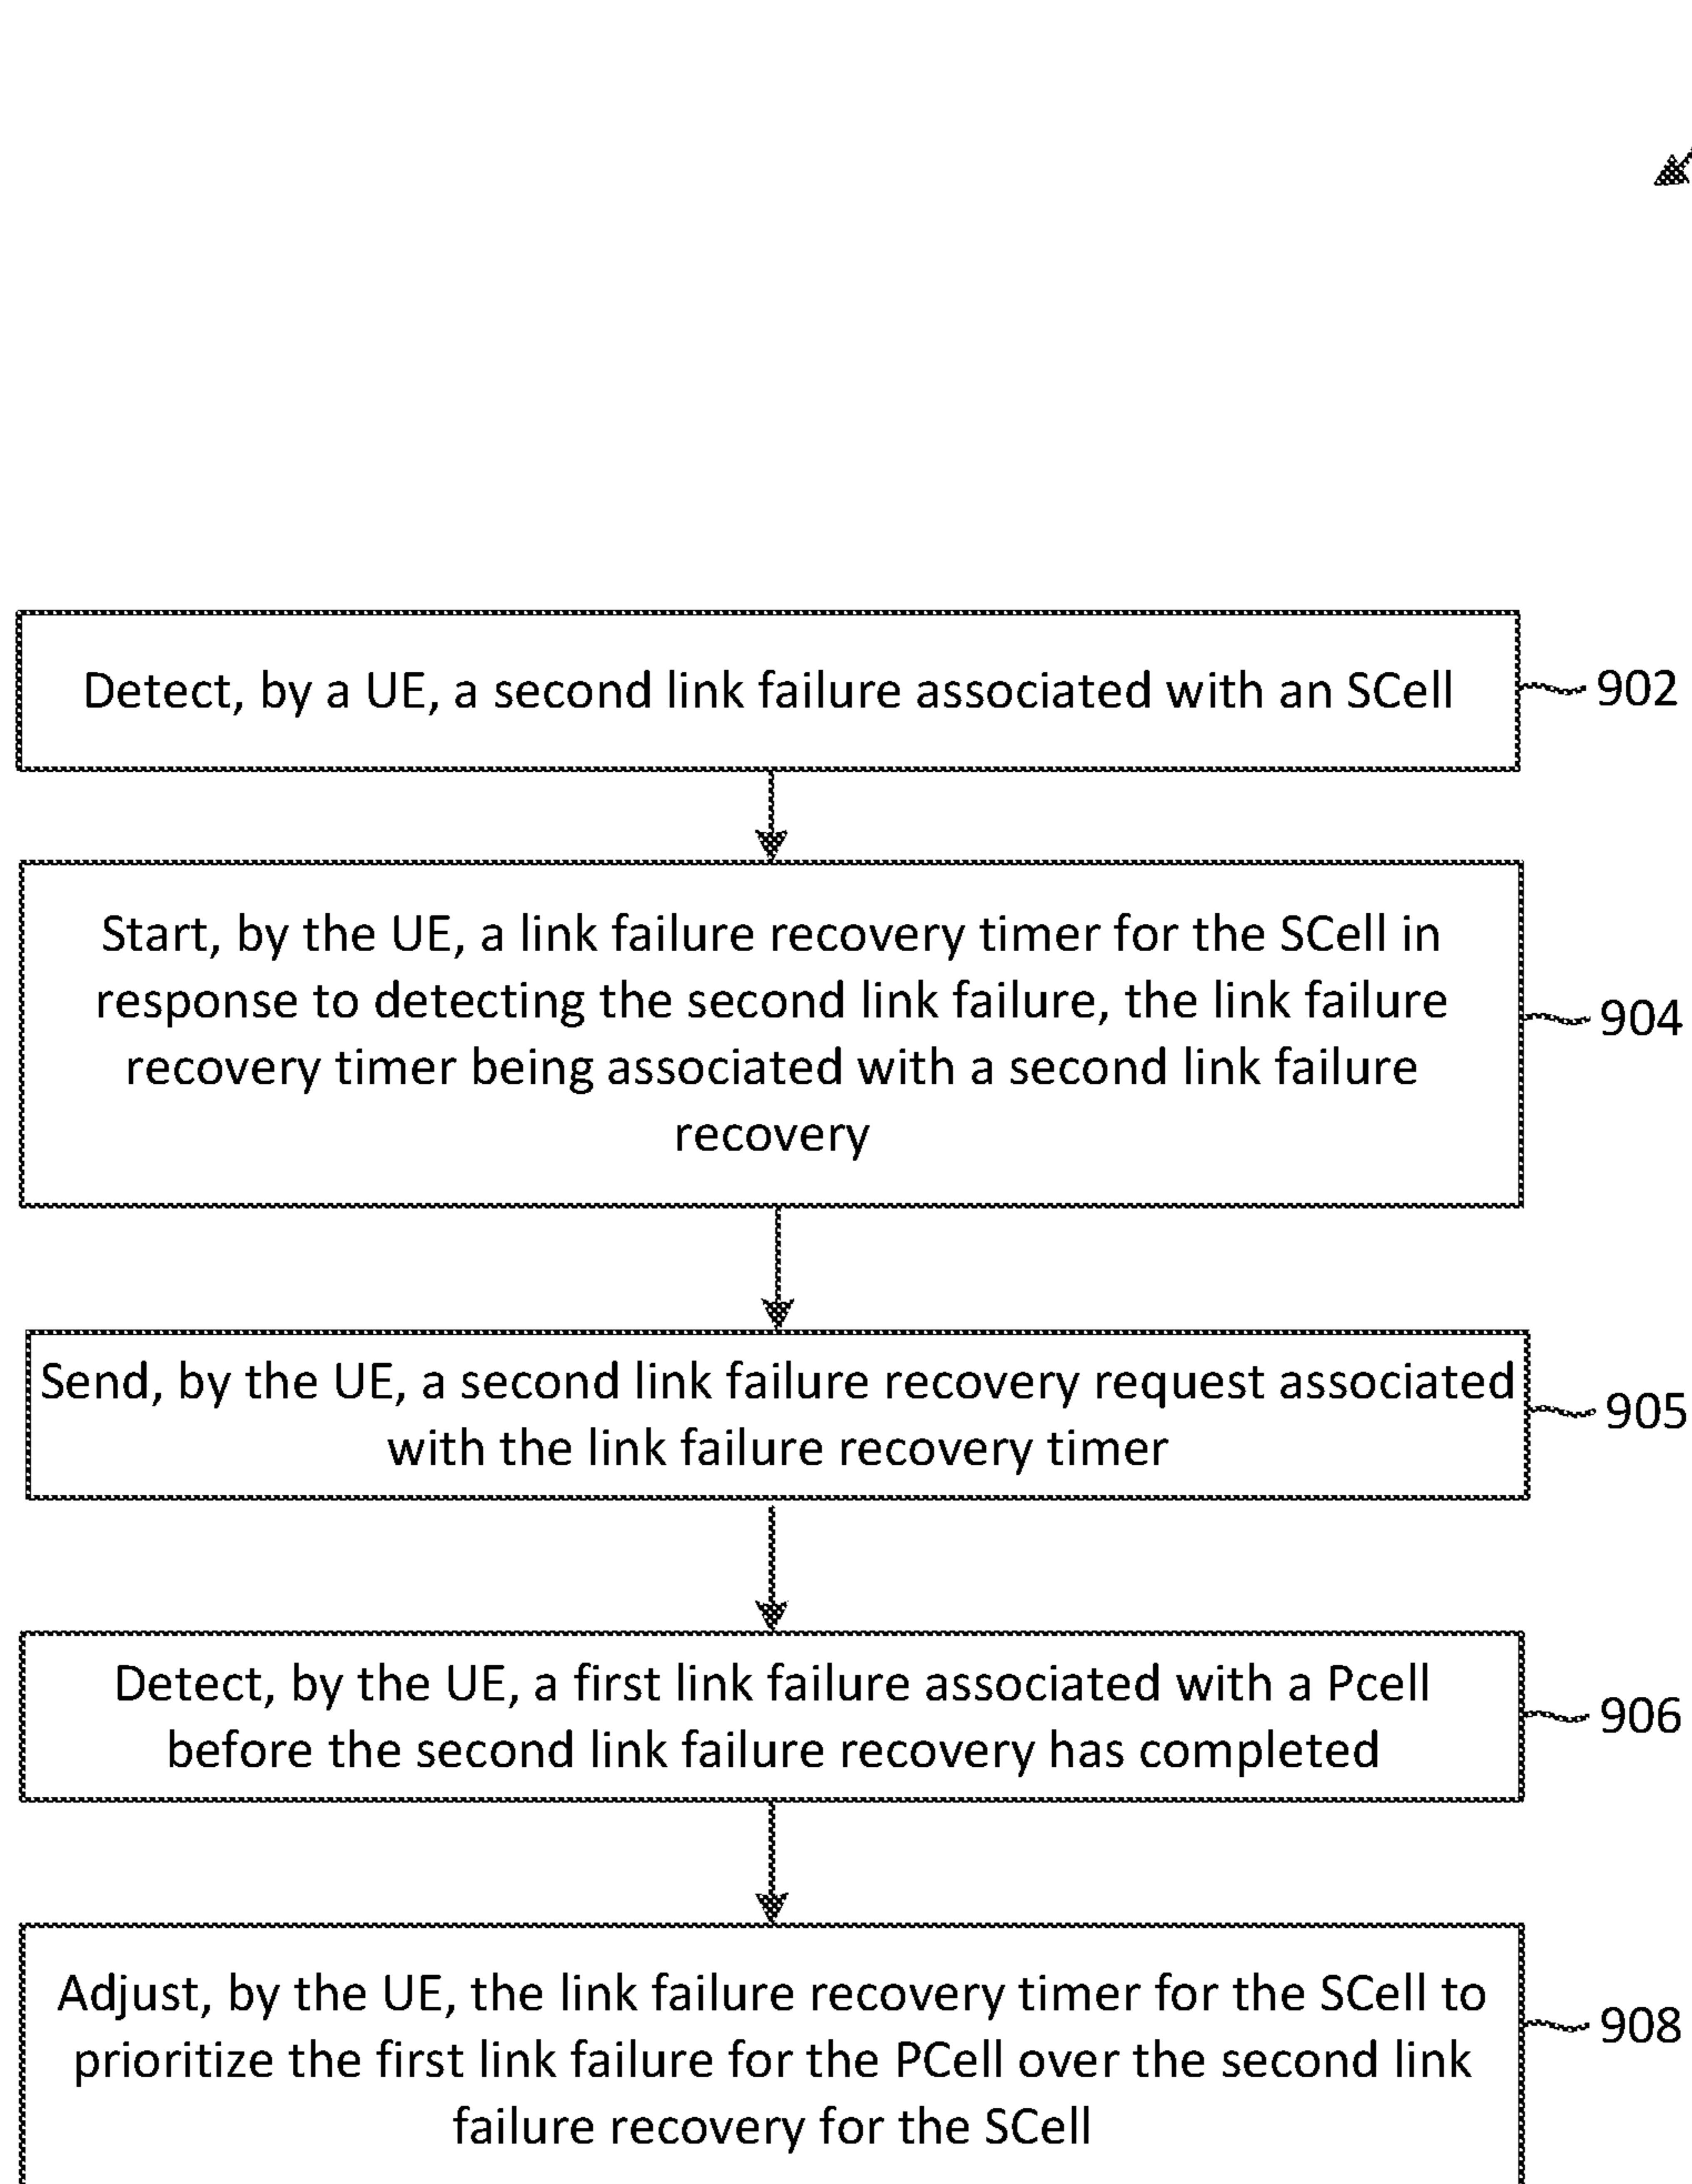 Detect, by a UE, a second link failure associated with an SCell
902
Start, by the UE, a link failure recovery timer for the SCell in
response to detecting the second link failure, the link failure
recovery timer being associated with a second link failure
recovery
904
Send, by the UE, a second link failure recovery request associated
with the link failure recovery timer
905
Detect, by the UE, a first link failure associated with a Pcell
before the second link failure recovery has completed
906
Adjust, by the UE, the link failure recovery timer for the SCell to
prioritize the first link failure for the PCell over the second link
failure recovery for the SCell
908